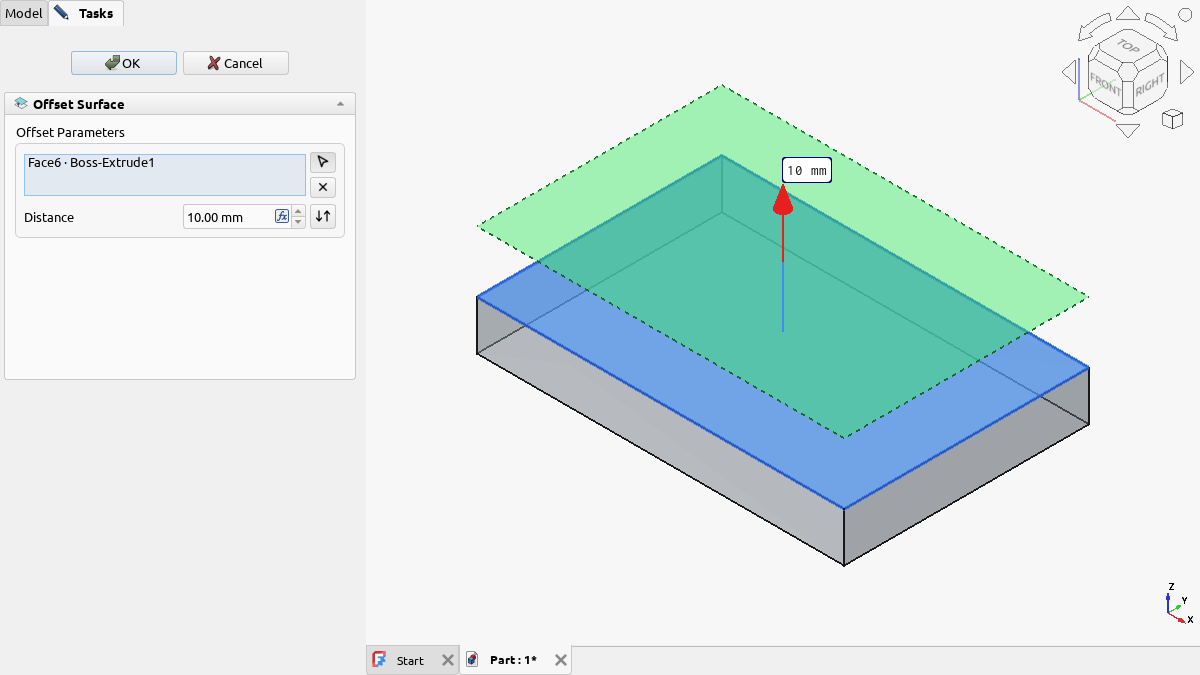 Model
Tasks
OK
Cancel
Offset Surface
Offset Parameters
Face6 · Boss-Extrude1
Distance
10.00 mm
10 mm
TOP
FRONT
RIGHT
Z
Y
X
Start
Part : 1*